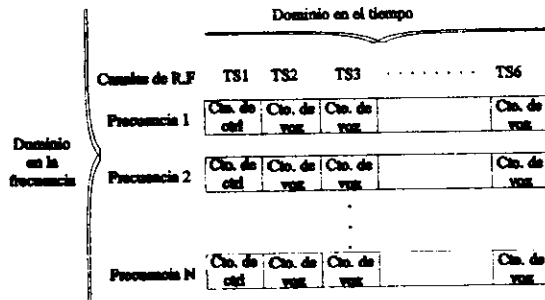 Dominio en el tiempo
Canales de R.F TS1 TS2 TS3 . . . . . . . . TS6
Frecuencia 1 Cto. de ctrl Cto. de voz Cto. de voz Cto. de voz
Dominio en la frecuencia
Frecuencia 2 Cto. de ctrl Cto. de voz Cto. de voz Cto. de voz
Frecuencia N Cto. de ctrl Cto. de voz Cto. de voz Cto. de voz